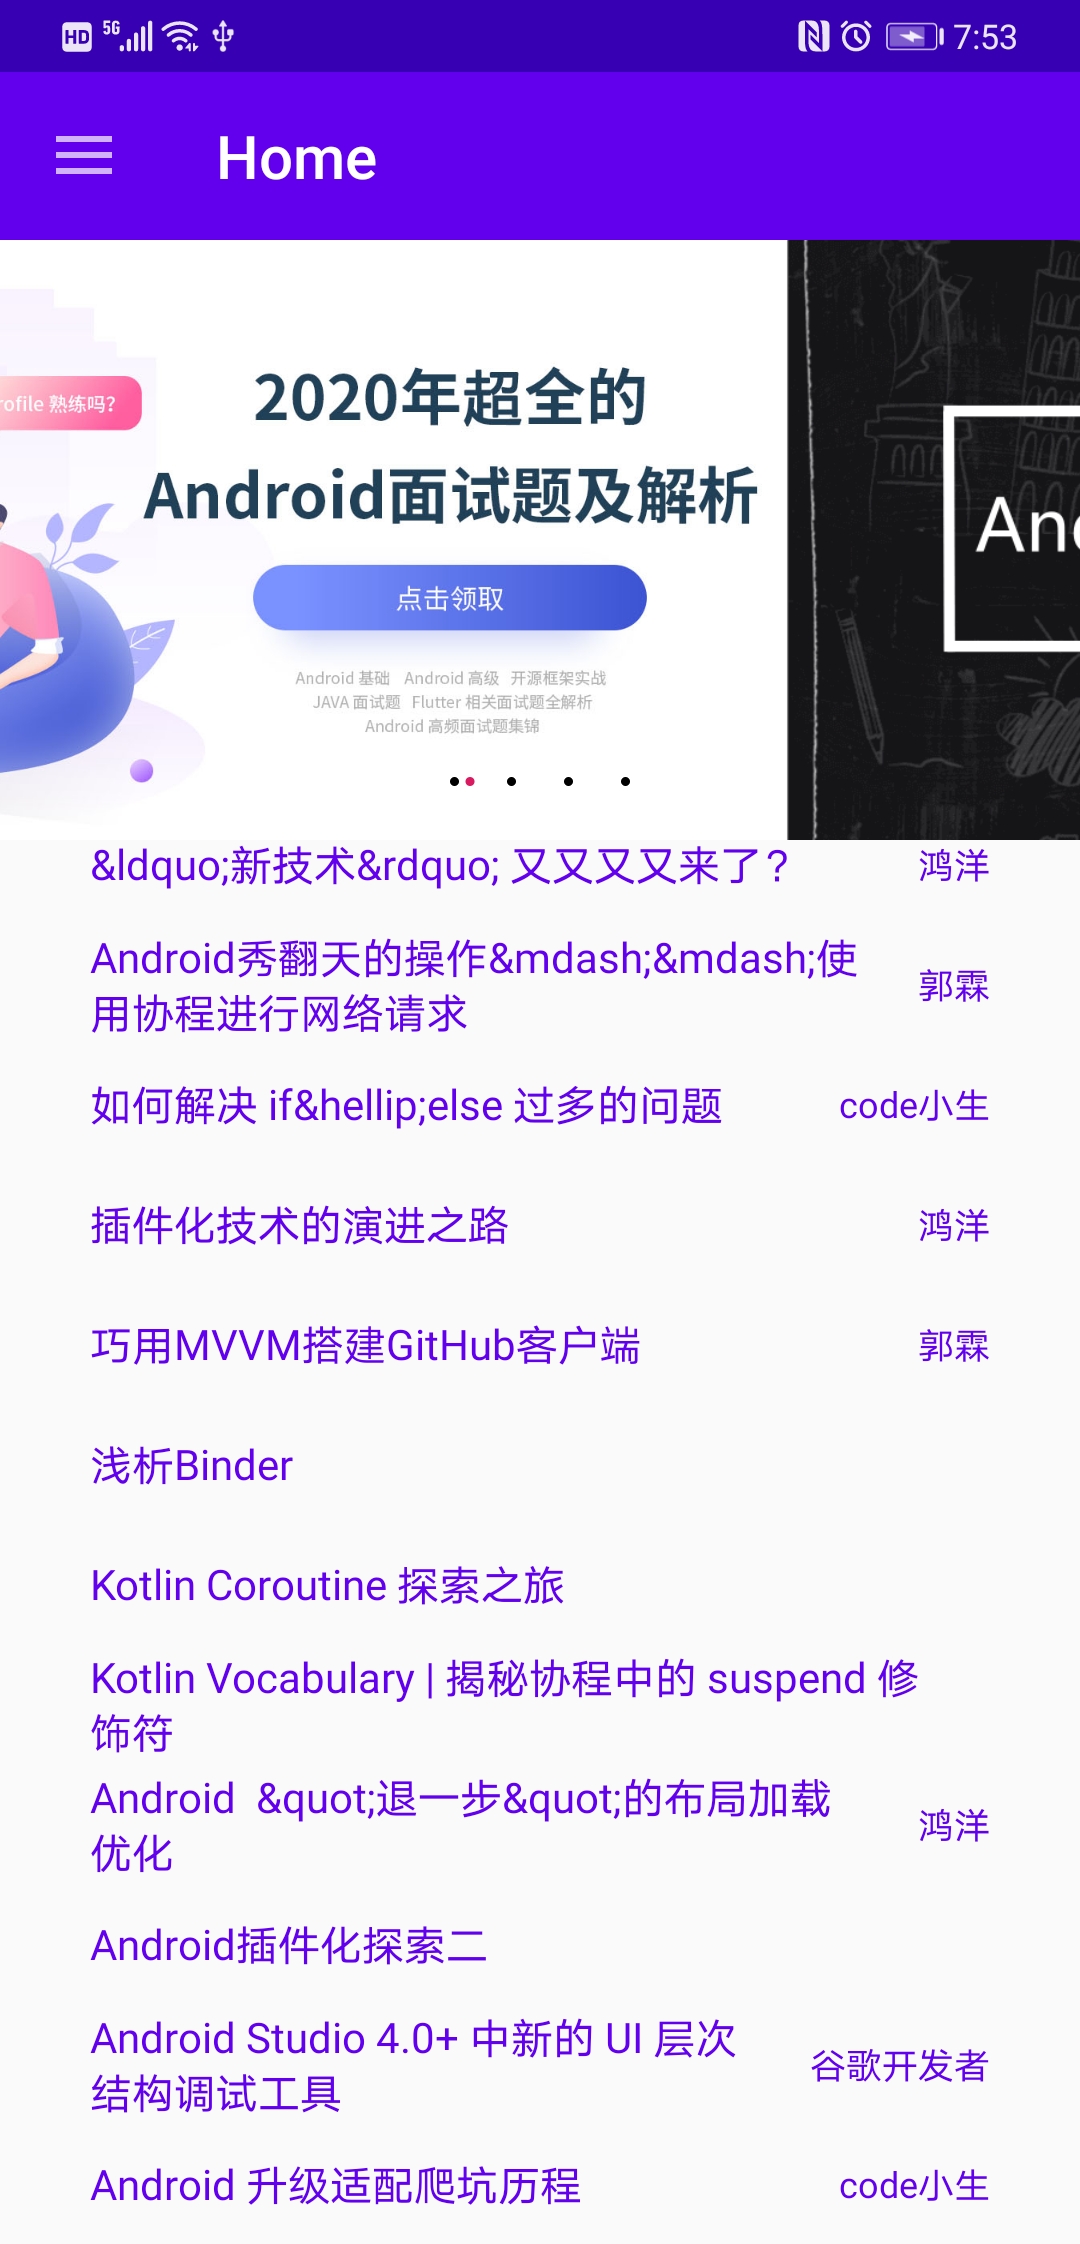 HD 5G 7:53
Home
rofile 熟练吗?
2020年超全的
Android面试题及解析
点击领取
Android 基础 Android 高级 开源框架实战
JAVA 面试题 Flutter 相关面试题全解析
Android 高频面试题集锦
And
&ldquo;新技术&rdquo; 又又又又来了? 鸿洋
Android秀翻天的操作&mdash;&mdash;使
用协程进行网络请求
郭霖
如何解决 if&hellip;else 过多的问题 code小生
插件化技术的演进之路 鸿洋
巧用MVVM搭建GitHub客户端 郭霖
浅析Binder
Kotlin Coroutine 探索之旅
Kotlin Vocabulary | 揭秘协程中的 suspend 修
饰符
Android &quot;退一步&quot;的布局加载
优化
鸿洋
Android插件化探索二
Android Studio 4.0+ 中新的 UI 层次
结构调试工具
谷歌开发者
Android 升级适配爬坑历程 code小生